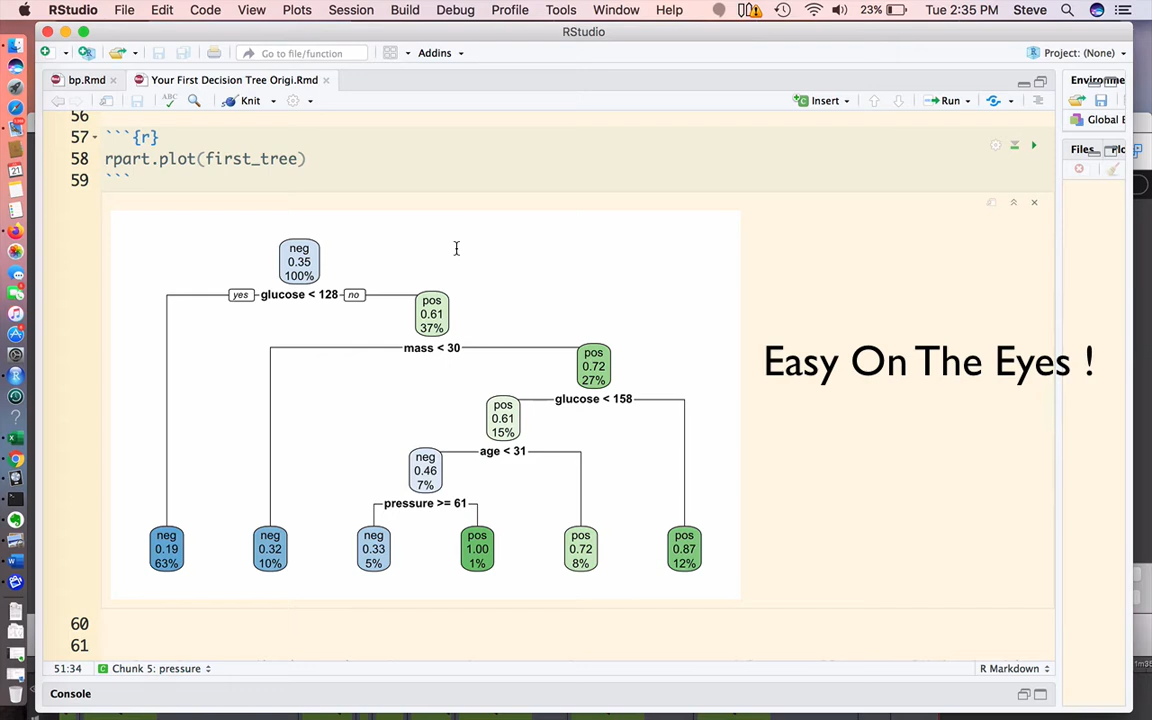 RStudio File Edit Code View Plots Session Build Debug Profile Tools Window Help 23% Tue 2:35 PM Steve
RStudio
Go to file/function Addins Project: (None)
bp.Rmd Your First Decision Tree Origi.Rmd Environme
ABC Knit Insert Run
Global E
56
57 ```{r}
58 rpart.plot(first_tree)
59 ```
Files Plo
neg
0.35
100%
yes glucose < 128 no
pos
0.61
37%
mass < 30
pos
0.72
27%
glucose < 158
pos
0.61
15%
age < 31
neg
0.46
7%
pressure >= 61
neg neg neg pos pos pos
0.19 0.32 0.33 1.00 0.72 0.87
63% 10% 5% 1% 8% 12%
Easy On The Eyes !
60
61
51:34 Chunk 5: pressure R Markdown
Console